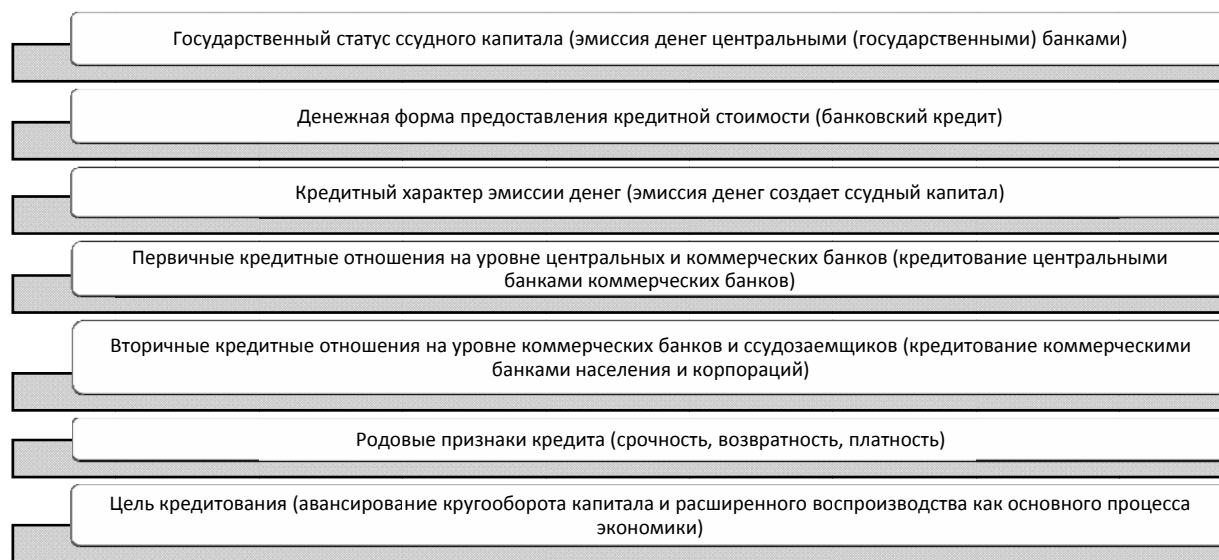 Государственный статус ссудного капитала (эмиссия денег центральными (государственными) банками)
Денежная форма предоставления кредитной стоимости (банковский кредит)
Кредитный характер эмиссии денег (эмиссия денег создает ссудный капитал)
Первичные кредитные отношения на уровне центральных и коммерческих банков (кредитование центральными
банками коммерческих банков)
Вторичные кредитные отношения на уровне коммерческих банков и ссудозаемщиков (кредитование коммерческими
банками населения и корпораций)
Родовые признаки кредита (срочность, возвратность, платность)
Цель кредитования (авансирование кругооборота капитала и расширенного воспроизводства как основного процесса
экономики)